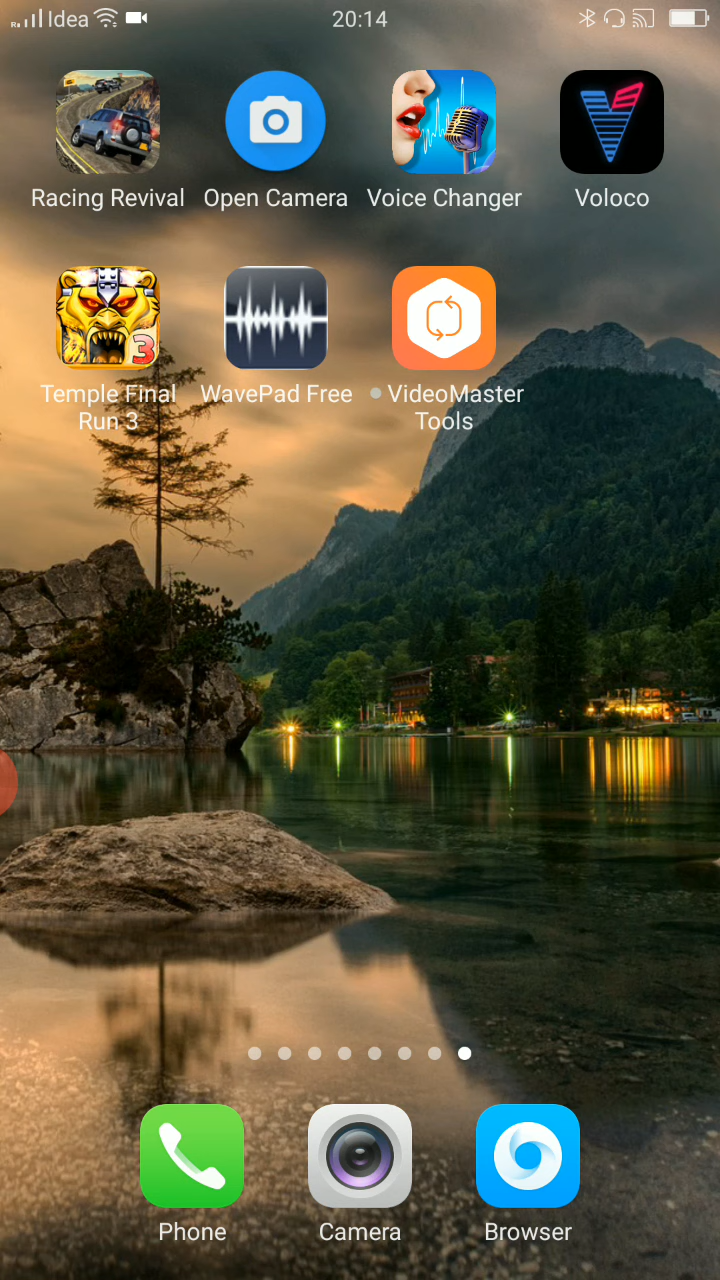 Idea 20:14
Racing Revival Open Camera Voice Changer Voloco
3
Temple Final WavePad Free VideoMaster
Run 3 Tools
Phone Camera Browser